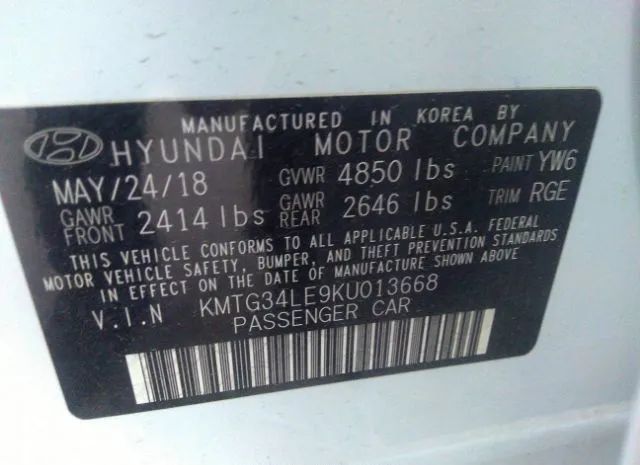 MANUFACTURED IN KOREA BY
HYUNDAI MOTOR COMPANY
MAY/24/18 GVWR 4850 lbs PAINT YW6
GAWR FRONT 2414 lbs GAWR REAR 2646 lbs TRIM RGE
THIS VEHICLE CONFORMS TO ALL APPLICABLE U.S.A. FEDERAL
MOTOR VEHICLE SAFETY, BUMPER, AND THEFT PREVENTION STANDARDS
IN EFFECT ON THE DATE OF MANUFACTURE SHOWN ABOVE.
V.I.N KMTG34LE9KU013668
PASSENGER CAR